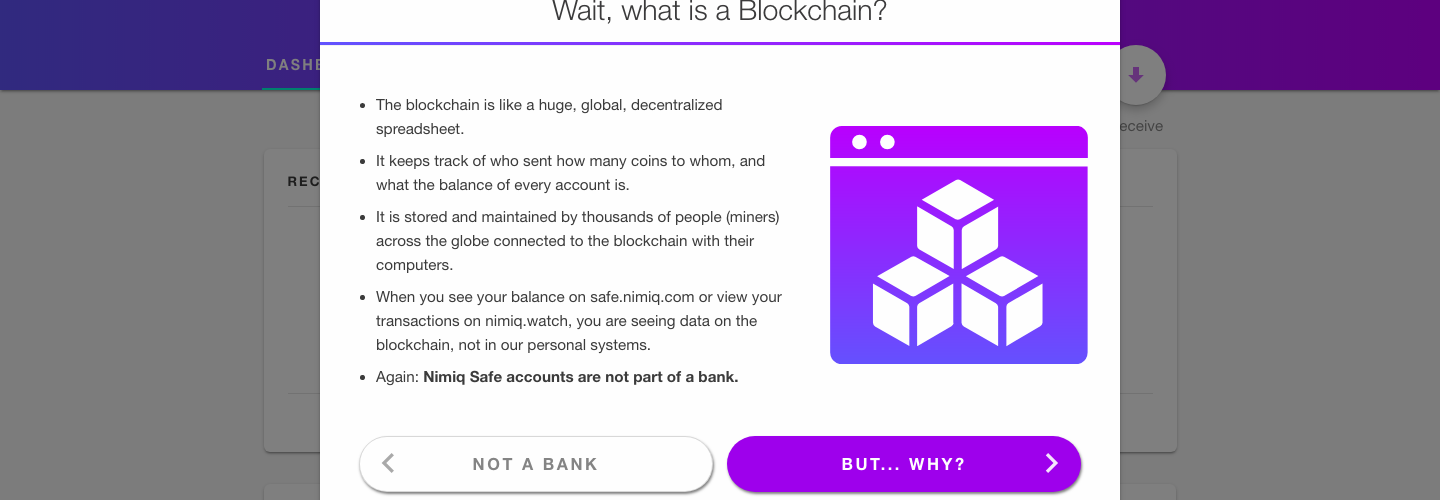 Wait, what is a Blockchain?
DASHB
eceive
REC
The blockchain is like a huge, global, decentralized
spreadsheet.
It keeps track of who sent how many coins to whom, and
what the balance of every account is.
It is stored and maintained by thousands of people (miners)
across the globe connected to the blockchain with their
computers.
When you see your balance on safe.nimiq.com or view your
transactions on nimiq.watch, you are seeing data on the
blockchain, not in our personal systems.
Again: Nimiq Safe accounts are not part of a bank.
NOT A BANK
BUT... WHY?